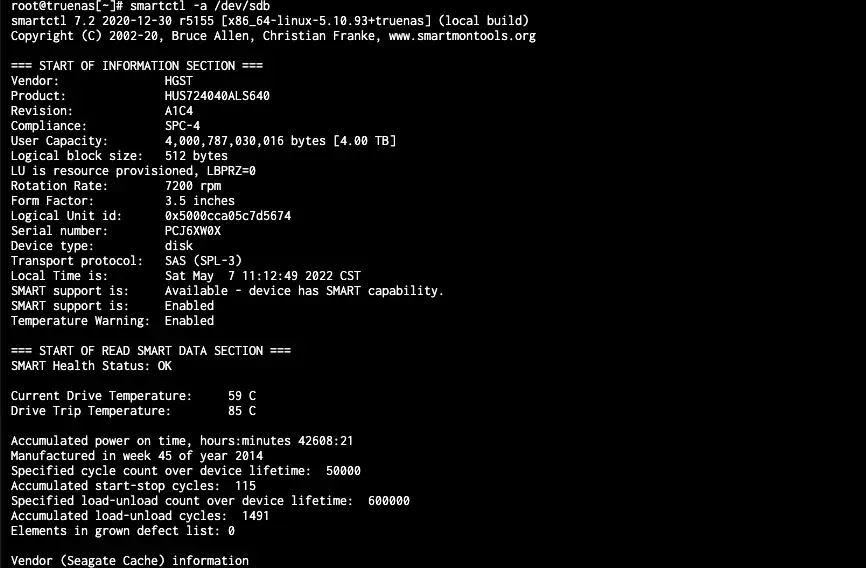 root@truenas[~]# smartctl -a /dev/sdb
smartctl 7.2 2020-12-30 r5155 [x86_64-linux-5.10.93+truenas] (local build)
Copyright (C) 2002-20, Bruce Allen, Christian Franke, www.smartmontools.org

=== START OF INFORMATION SECTION ===
Vendor:               HGST
Product:              HUS724040ALS640
Revision:             A1C4
Compliance:           SPC-4
User Capacity:        4,000,787,030,016 bytes [4.00 TB]
Logical block size:   512 bytes
LU is resource provisioned, LBPRZ=0
Rotation Rate:        7200 rpm
Form Factor:          3.5 inches
Logical Unit id:      0x5000cca05c7d5674
Serial number:        PCJ6XW0X
Device type:          disk
Transport protocol:   SAS (SPL-3)
Local Time is:        Sat May  7 11:12:49 2022 CST
SMART support is:     Available - device has SMART capability.
SMART support is:     Enabled
Temperature Warning:  Enabled

=== START OF READ SMART DATA SECTION ===
SMART Health Status: OK

Current Drive Temperature:     59 C
Drive Trip Temperature:        85 C

Accumulated power on time, hours:minutes 42608:21
Manufactured in week 45 of year 2014
Specified cycle count over device lifetime:  50000
Accumulated start-stop cycles:  115
Specified load-unload count over device lifetime:  600000
Accumulated load-unload cycles:  1491
Elements in grown defect list: 0

Vendor (Seagate Cache) information